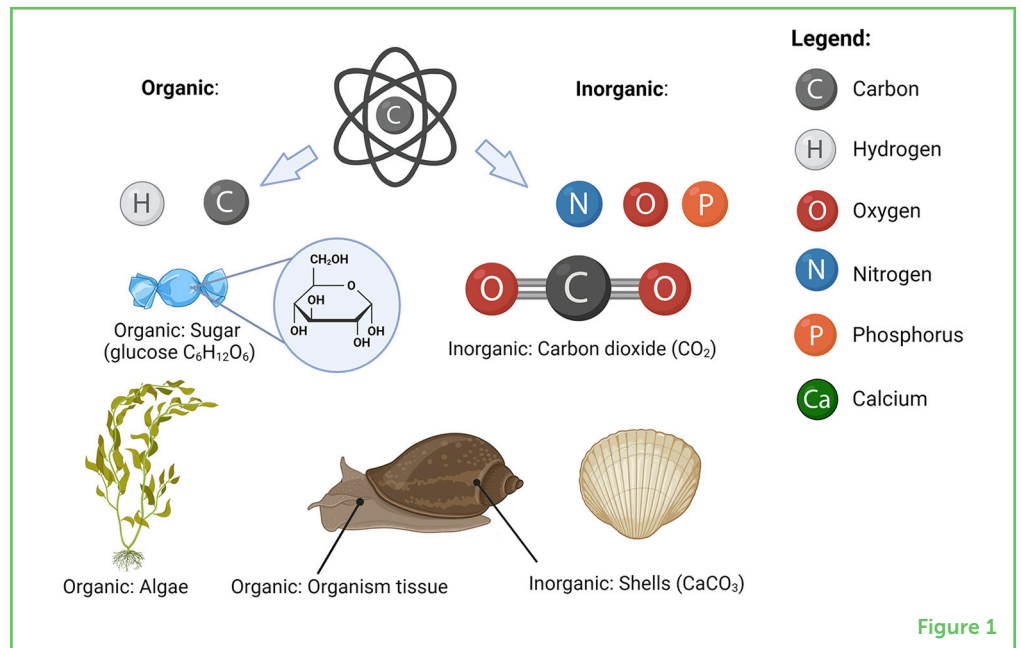 Organic:
Inorganic:
Legend:
C
C
Carbon
H
Hydrogen
H
C
N
O
P
O
Oxygen
N
Nitrogen
CH₂OH
O
OH
OH
OH
OH
O
C
O
Organic: Sugar
(glucose C₆H₁₂O₆)
Inorganic: Carbon dioxide (CO₂)
P
Phosphorus
Ca
Calcium
Organic: Algae
Organic: Organism tissue
Inorganic: Shells (CaCO₃)
Figure 1